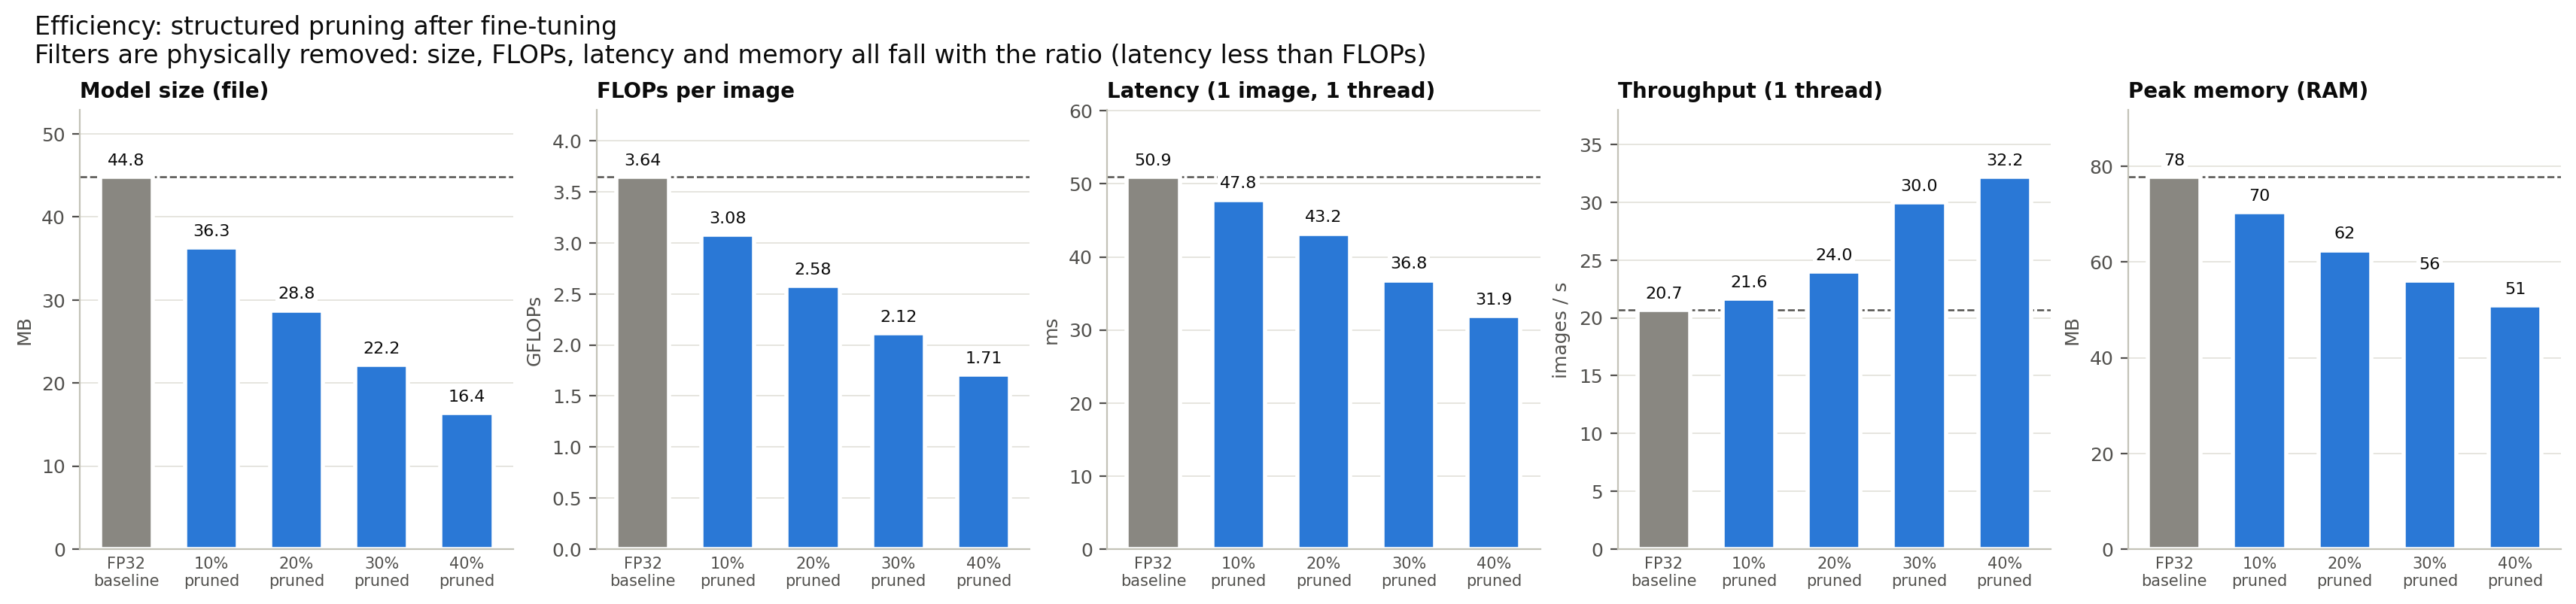 Efficiency: structured pruning after fine-tuning
Filters are physically removed: size, FLOPs, latency and memory all fall with the ratio (latency less than FLOPs)
Model size (file)
MB
50
40
30
20
10
0
44.8
36.3
28.8
22.2
16.4
FP32 baseline
10% pruned
20% pruned
30% pruned
40% pruned
FLOPs per image
GFLOPs
4.0
3.5
3.0
2.5
2.0
1.5
1.0
0.5
0.0
3.64
3.08
2.58
2.12
1.71
FP32 baseline
10% pruned
20% pruned
30% pruned
40% pruned
Latency (1 image, 1 thread)
ms
60
50
40
30
20
10
0
50.9
47.8
43.2
36.8
31.9
FP32 baseline
10% pruned
20% pruned
30% pruned
40% pruned
Throughput (1 thread)
images / s
35
30
25
20
15
10
5
0
20.7
21.6
24.0
30.0
32.2
FP32 baseline
10% pruned
20% pruned
30% pruned
40% pruned
Peak memory (RAM)
MB
80
60
40
20
0
78
70
62
56
51
FP32 baseline
10% pruned
20% pruned
30% pruned
40% pruned